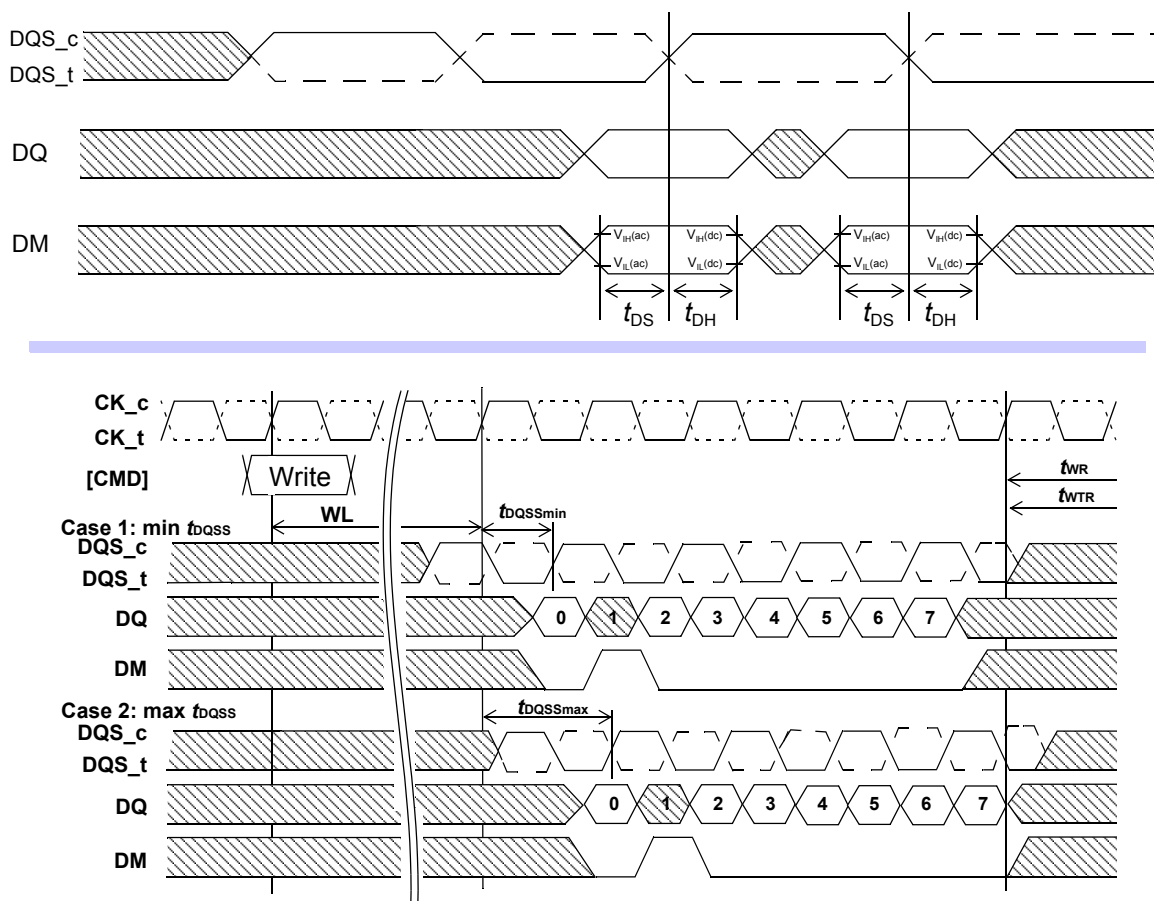 DQS_c
DQS_t
DQ
DM
VIH(ac) VIH(dc) VIH(ac) VIH(dc)
VIL(ac) VIL(dc) VIL(ac) VIL(dc)
tDS tDH tDS tDH
CK_c
CK_t
[CMD] Write tWR
tWTR
WL tDQSSmin
Case 1: min tDQSS
DQS_c
DQS_t
DQ 0 1 2 3 4 5 6 7
DM
Case 2: max tDQSS tDQSSmax
DQS_c
DQS_t
DQ 0 1 2 3 4 5 6 7
DM